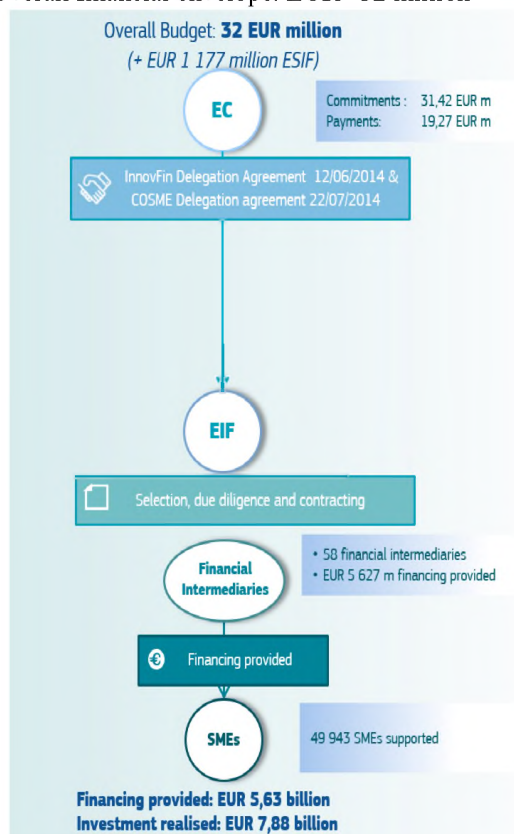 Overall Budget: 32 EUR million
(+ EUR 1 177 million ESIF)
EC
Commitments : 31,42 EUR m
Payments: 19,27 EUR m
InnovFin Delegation Agreement 12/06/2014 &
COSME Delegation agreement 22/07/2014
EIF
Selection, due diligence and contracting
Financial
Intermediaries
• 58 financial intermediaries
• EUR 5 627 m financing provided
€ Financing provided
SMEs
49 943 SMEs supported
Financing provided: EUR 5,63 billion
Investment realised: EUR 7,88 billion